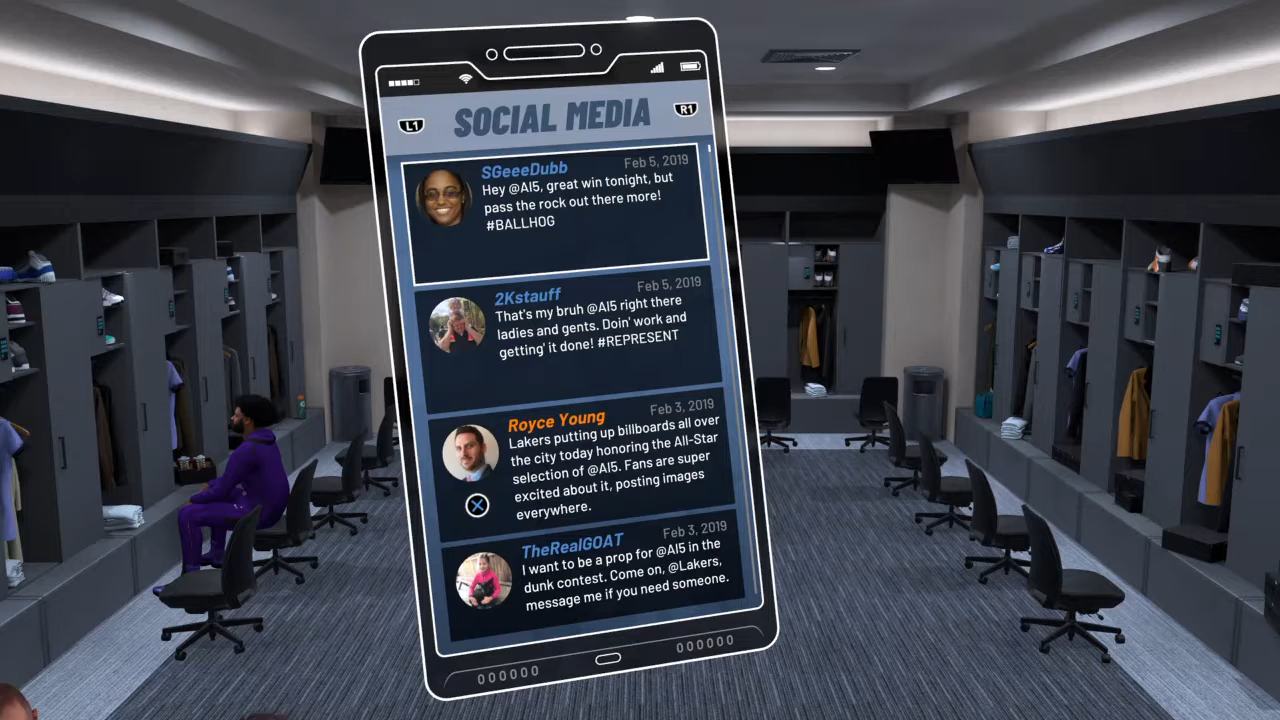 SOCIAL MEDIA
L1
R1
SGeeeDubb
Feb 5, 2019
Hey @AI5, great win tonight, but
pass the rock out there more!
#BALLHOG
2Kstauff
Feb 5, 2019
That's my bruh @AI5 right there
ladies and gents. Doin' work and
getting' it done! #REPRESENT
Royce Young
Feb 3, 2019
Lakers putting up billboards all over
the city today honoring the All-Star
selection of @AI5. Fans are super
excited about it, posting images
everywhere.
TheRealGOAT
Feb 3, 2019
I want to be a prop for @AI5 in the
dunk contest. Come on, @Lakers,
message me if you need someone.